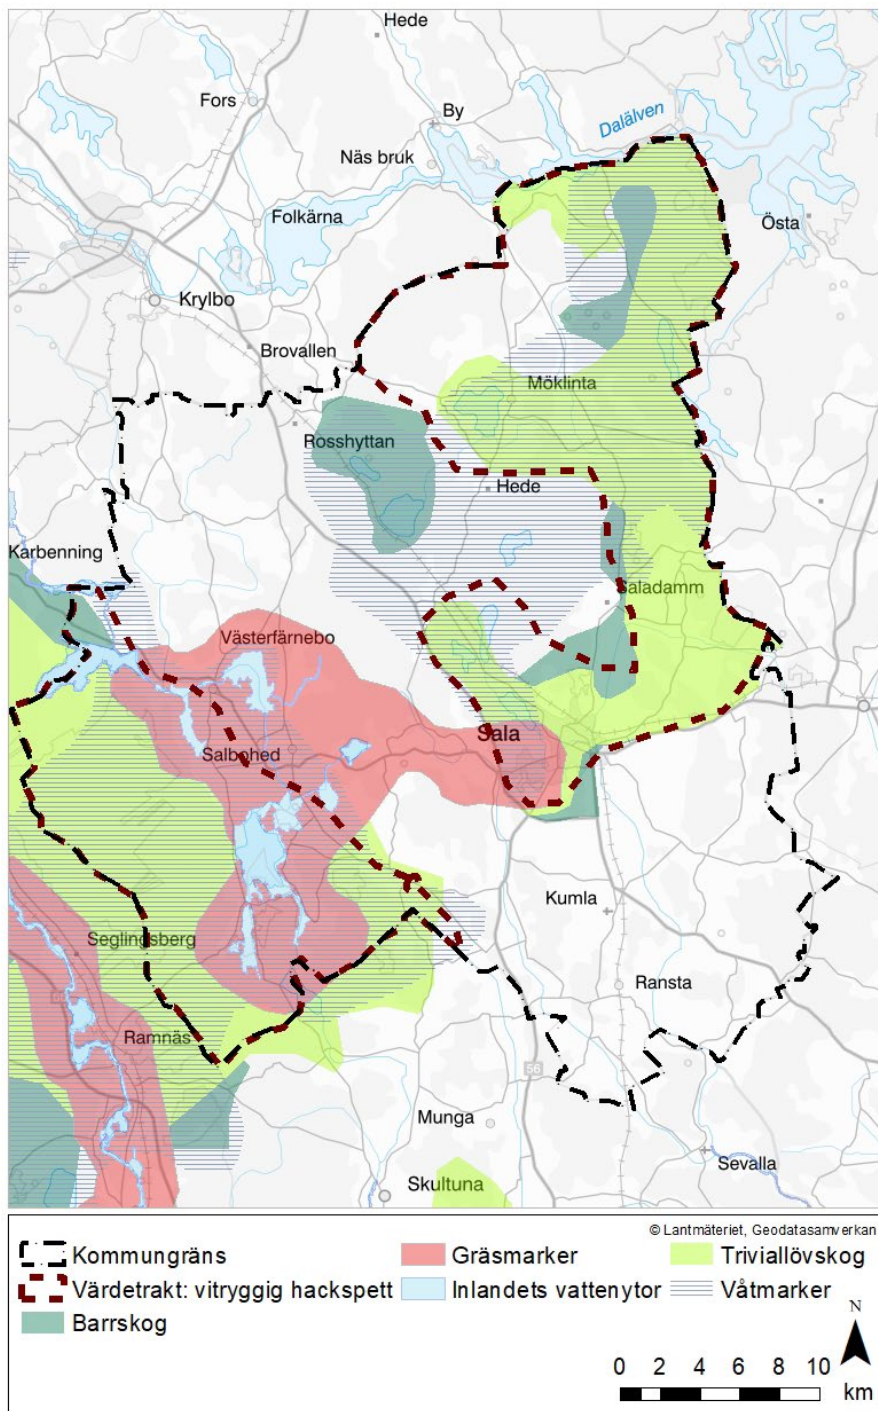 Hede
Fors
By
Dalälven
Näs bruk
Folkärna
Östa
Krylbo
Brovallen
Möklinta
Rosshyttan
Hede
Karbenning
Saladamm
Västerfärnebo
Sala
Salbohed
Kumla
Seglingsberg
Ransta
Ramnäs
56
Munga
Sevalla
Skultuna
© Lantmäteriet, Geodatasamverkan
Kommungräns Gräsmarker Triviallövskog
Värdetrakt: vitryggig hackspett Inlandets vattenytor Våtmarker
Barrskog
N
0 2 4 6 8 10
km